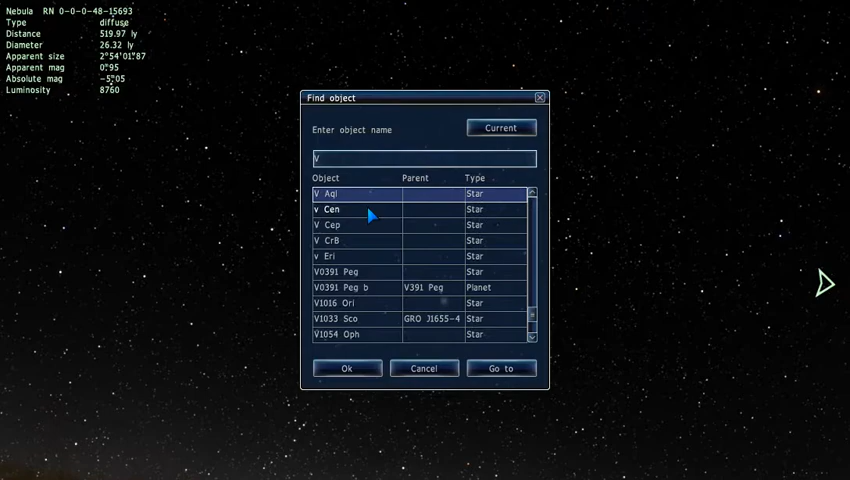 Nebula RN 0-0-0-48-15693
Type diffuse
Distance 519.97 ly
Diameter 26.32 ly
Apparent size 2°54'01".87
Apparent mag 0.95
Absolute mag -5.05
Luminosity 8760
Find object
Enter object name
Current
V
Object Parent Type
V Aql Star
v Cen Star
V Cep Star
V CrB Star
v Eri Star
V0391 Peg Star
V0391 Peg b V391 Peg Planet
V1016 Ori Star
V1033 Sco GRO J1655-4 Star
V1054 Oph Star
Ok Cancel Go to